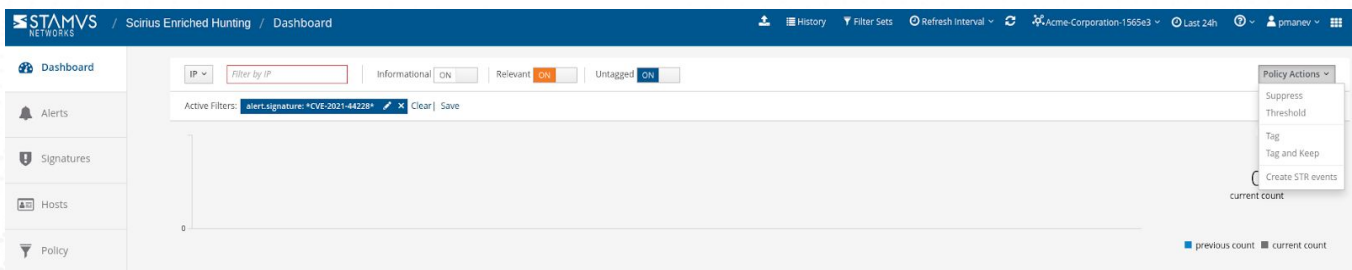 STAMVS
NETWORKS
/ Scirius Enriched Hunting / Dashboard
History
Filter Sets
Refresh Interval
Acme-Corporation-1565e3
Last 24h
pmanev
Dashboard
Alerts
Signatures
Hosts
Policy
IP
Filter by IP
Informational ON
Relevant ON
Untagged ON
Policy Actions
Active Filters: alert.signature: *CVE-2021-44228* Clear| Save
Suppress
Threshold
Tag
Tag and Keep
Create STR events
current count
0
previous count current count